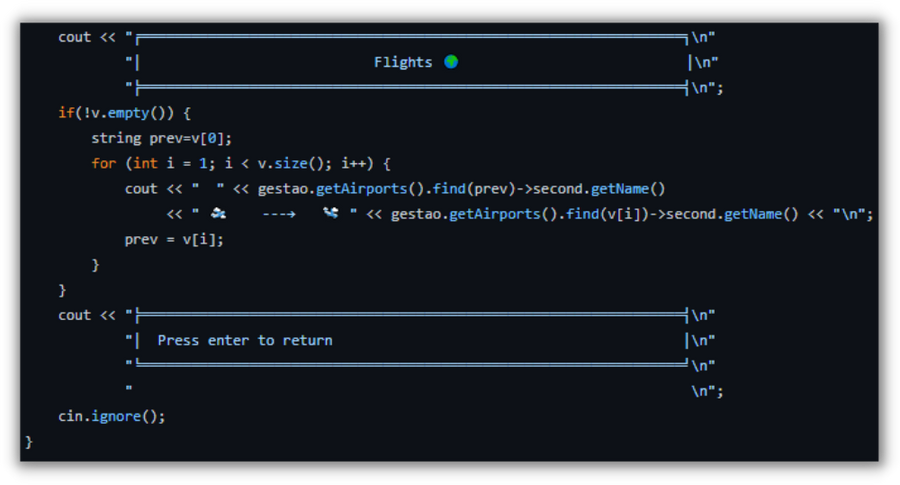 cout << "╒══════════════════════════════════════════════════════════════════╕\n"
"│                            Flights 🌍                            │\n"
"╞══════════════════════════════════════════════════════════════════╡\n";
if(!v.empty()) {
string prev=v[0];
for (int i = 1; i < v.size(); i++) {
cout << "  " << gestao.getAirports().find(prev)->second.getName()
<< " 🛫    ---→   🛬 " << gestao.getAirports().find(v[i])->second.getName() << "\n";
prev = v[i];
}
}
cout << "╞══════════════════════════════════════════════════════════════════╡\n"
"│  Press enter to return                                           │\n"
"╘══════════════════════════════════════════════════════════════════╛\n"
"                                                                    \n";
cin.ignore();
}